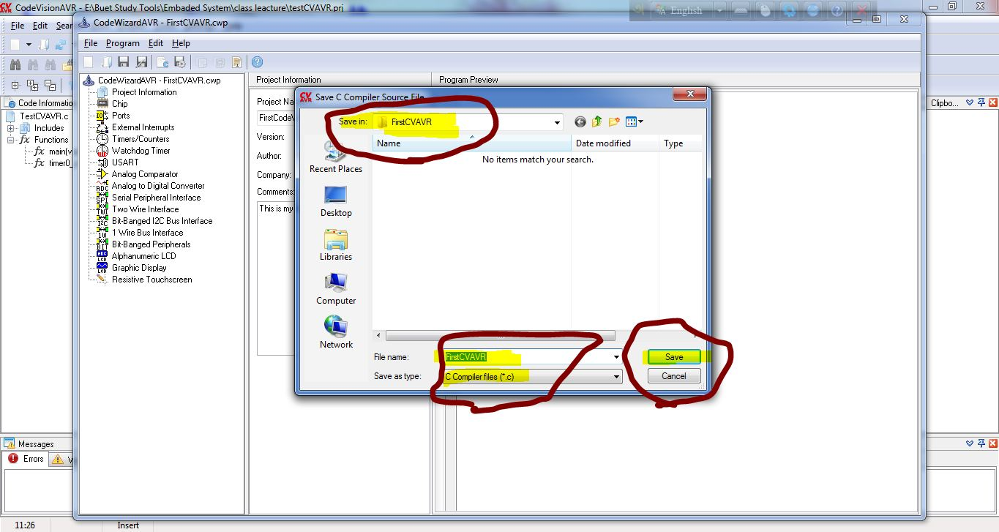 CodeVisionAVR - E:\Buet Study Tools\Embaded System\class leacture\testCVAVR.prj
English
File Edit Sear
CodeWizardAVR - FirstCVAVR.cwp
File Program Edit Help
CodeWizardAVR - FirstCVAVR.cwp
Project Information
Chip
Ports
External Interrupts
Timers/Counters
Watchdog Timer
USART
Analog Comparator
Analog to Digital Converter
Serial Peripheral Interface
Two Wire Interface
Bit-Banged I2C Bus Interface
1 Wire Bus Interface
Bit-Banged Peripherals
Alphanumeric LCD
Graphic Display
Resistive Touchscreen
Code Informatio
TestCVAVR.c
Includes
Functions
main(v
timer0_
Project Information
Program Preview
Project Na
FirstCode
Version:
Author:
Company:
Comments:
This is my
Save C Compiler Source File
Save in: FirstCVAVR
Name Date modified Type
No items match your search.
Recent Places
Desktop
Libraries
Computer
Network
File name: FirstCVAVR Save
Save as type: C Compiler files (*.c) Cancel
Clipbo...
Messages
Errors
11:26 Insert